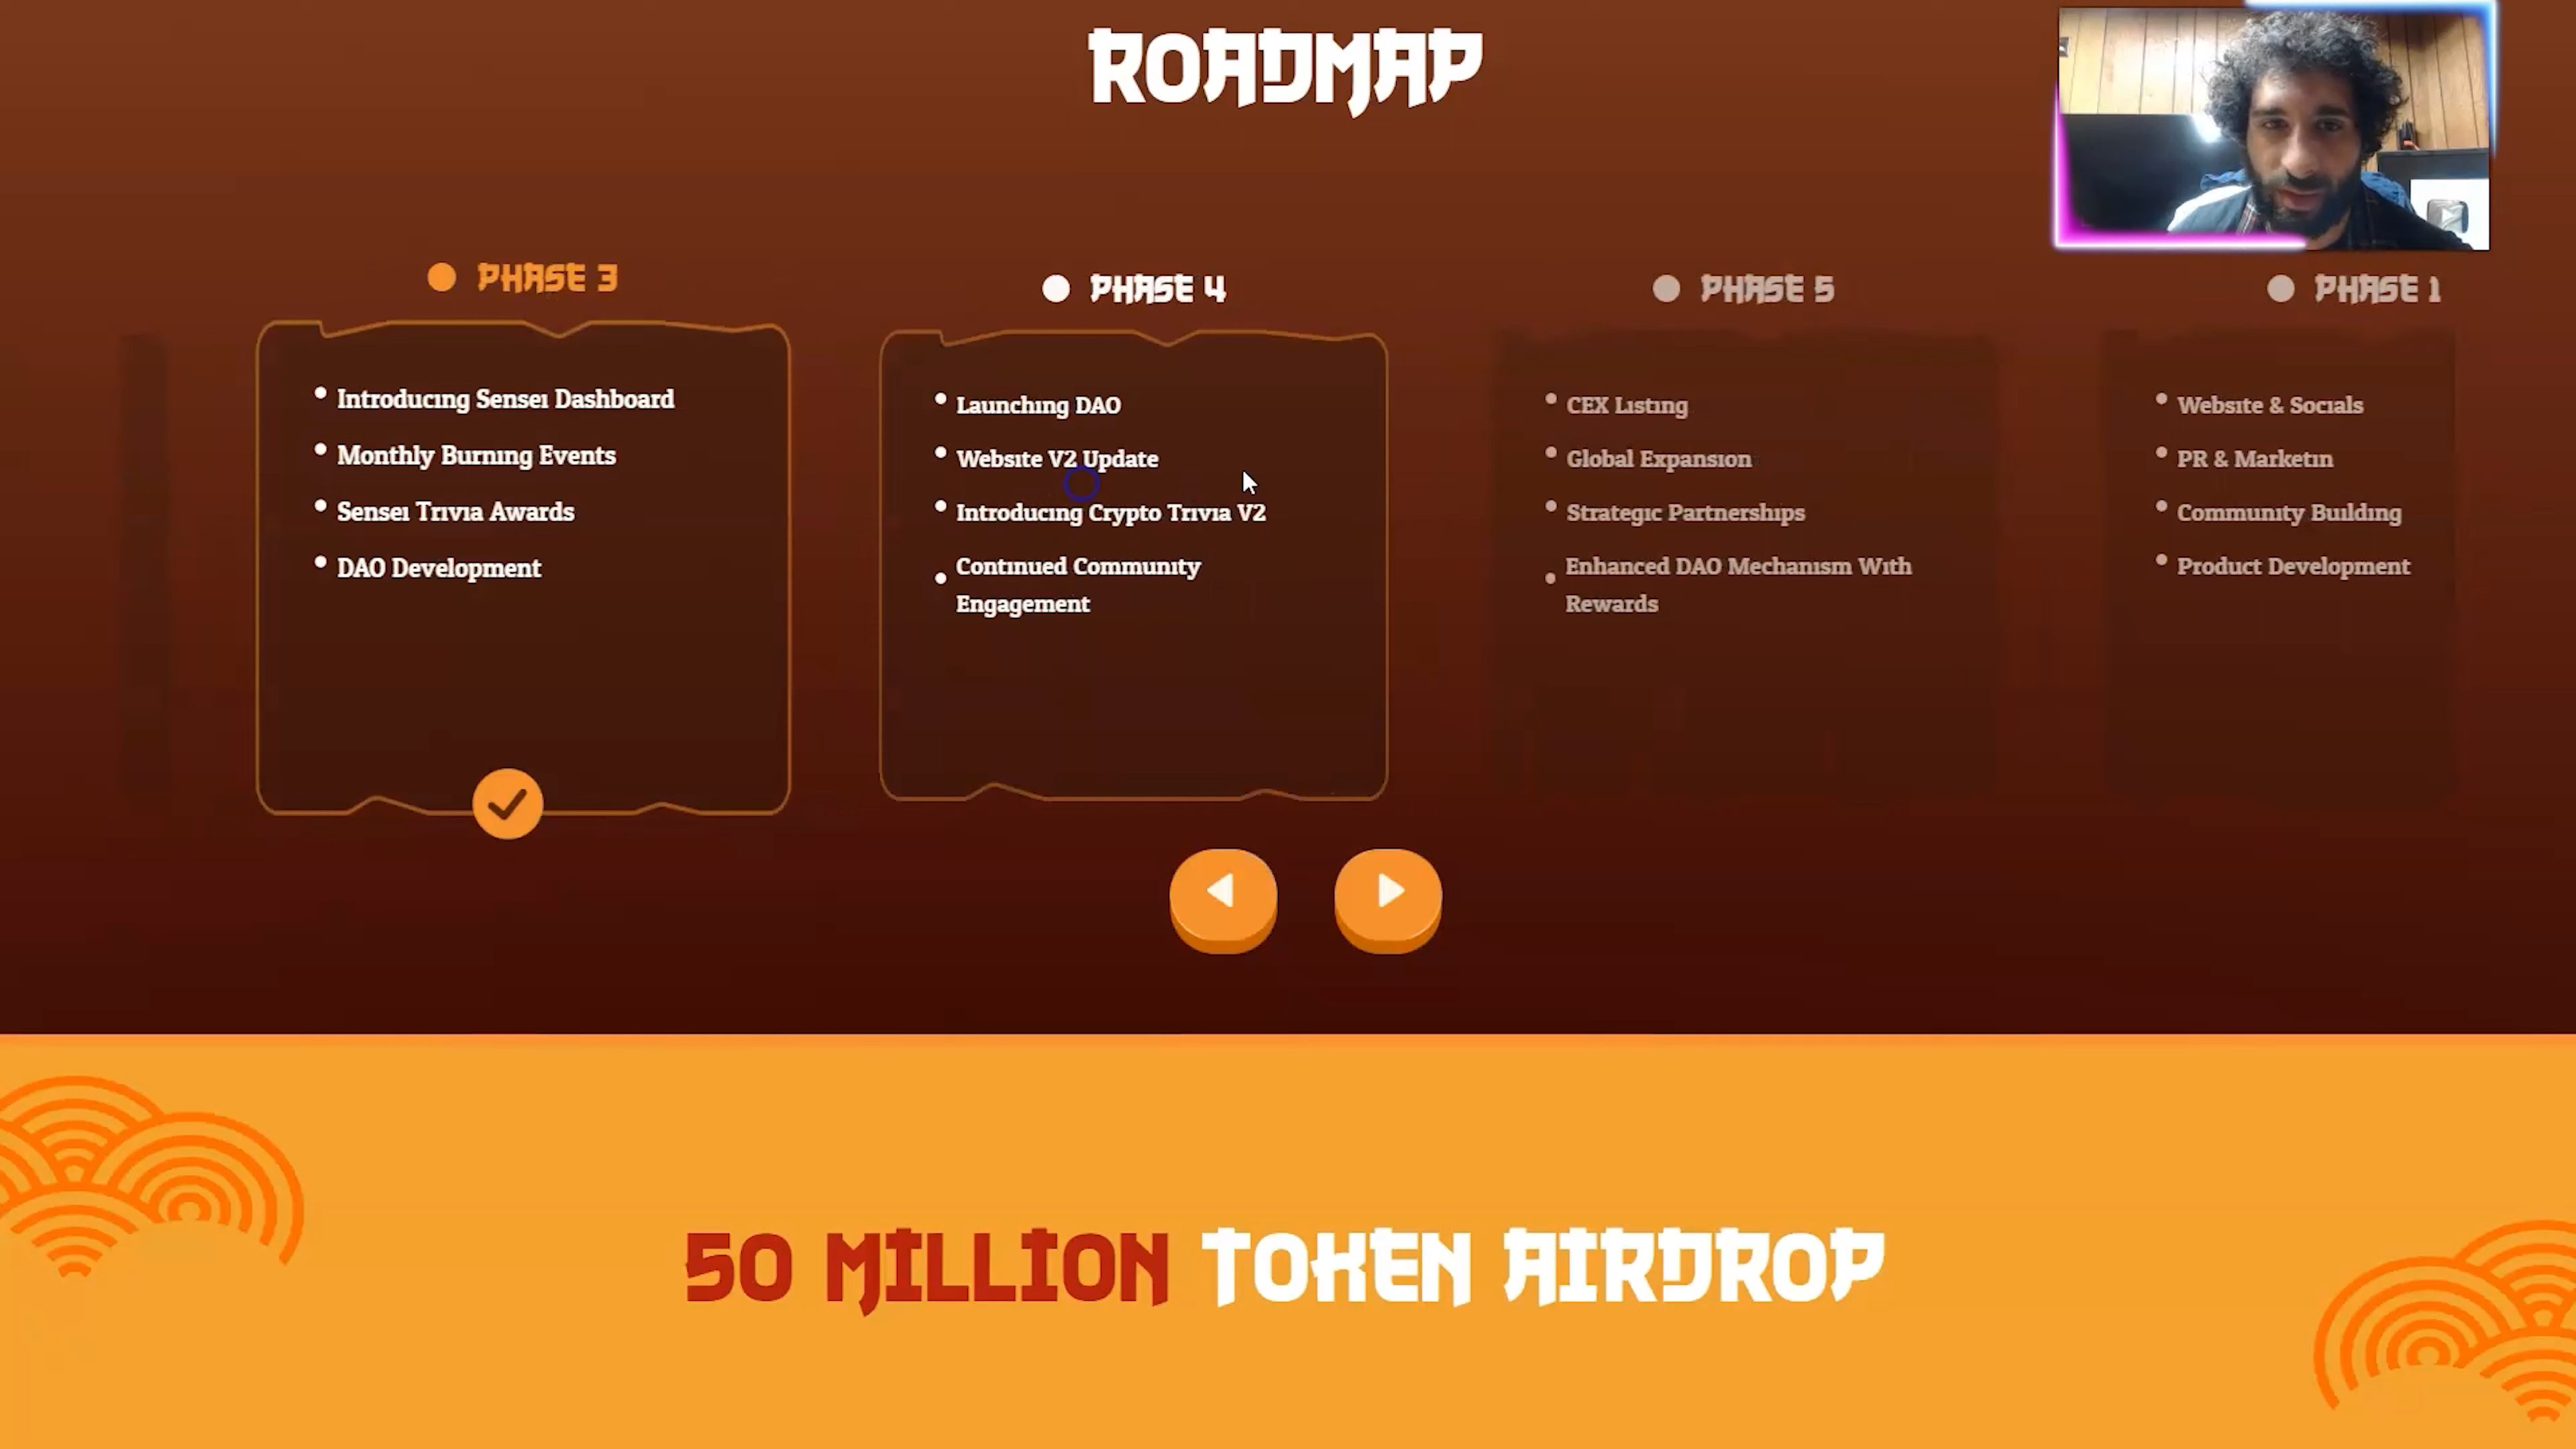 ROADMAP
PHASE 3
Introducing Sensei Dashboard
Monthly Burning Events
Sensei Trivia Awards
DAO Development
PHASE 4
Launching DAO
Website V2 Update
Introducing Crypto Trivia V2
Continued Community
Engagement
PHASE 5
CEX Listing
Global Expansion
Strategic Partnerships
Enhanced DAO Mechanism With
Rewards
PHASE 1
Website & Socials
PR & Marketin
Community Building
Product Development
50 MILLION TOKEN AIRDROP